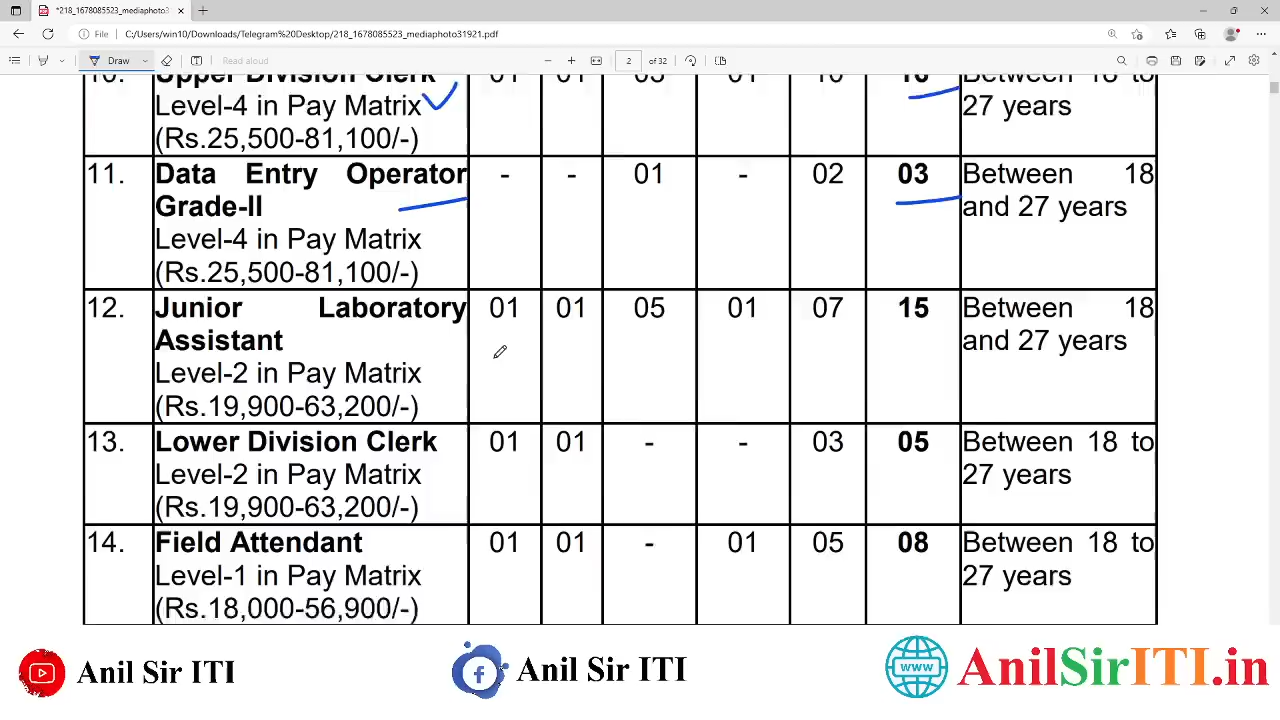 *218_1678085523_mediaphoto31921.pdf
File C:/Users/win10/Downloads/Telegram%20Desktop/218_1678085523_mediaphoto31921.pdf
Draw Read aloud 2 of 32
10. Upper Division Clerk 01 01 03 01 10 16 Between 18 to
Level-4 in Pay Matrix 27 years
(Rs.25,500-81,100/-)
11. Data Entry Operator - - 01 - 02 03 Between 18
Grade-II and 27 years
Level-4 in Pay Matrix
(Rs.25,500-81,100/-)
12. Junior Laboratory 01 01 05 01 07 15 Between 18
Assistant and 27 years
Level-2 in Pay Matrix
(Rs.19,900-63,200/-)
13. Lower Division Clerk 01 01 - - 03 05 Between 18 to
Level-2 in Pay Matrix 27 years
(Rs.19,900-63,200/-)
14. Field Attendant 01 01 - 01 05 08 Between 18 to
Level-1 in Pay Matrix 27 years
(Rs.18,000-56,900/-)
Anil Sir ITI Anil Sir ITI www AnilSirITI.in